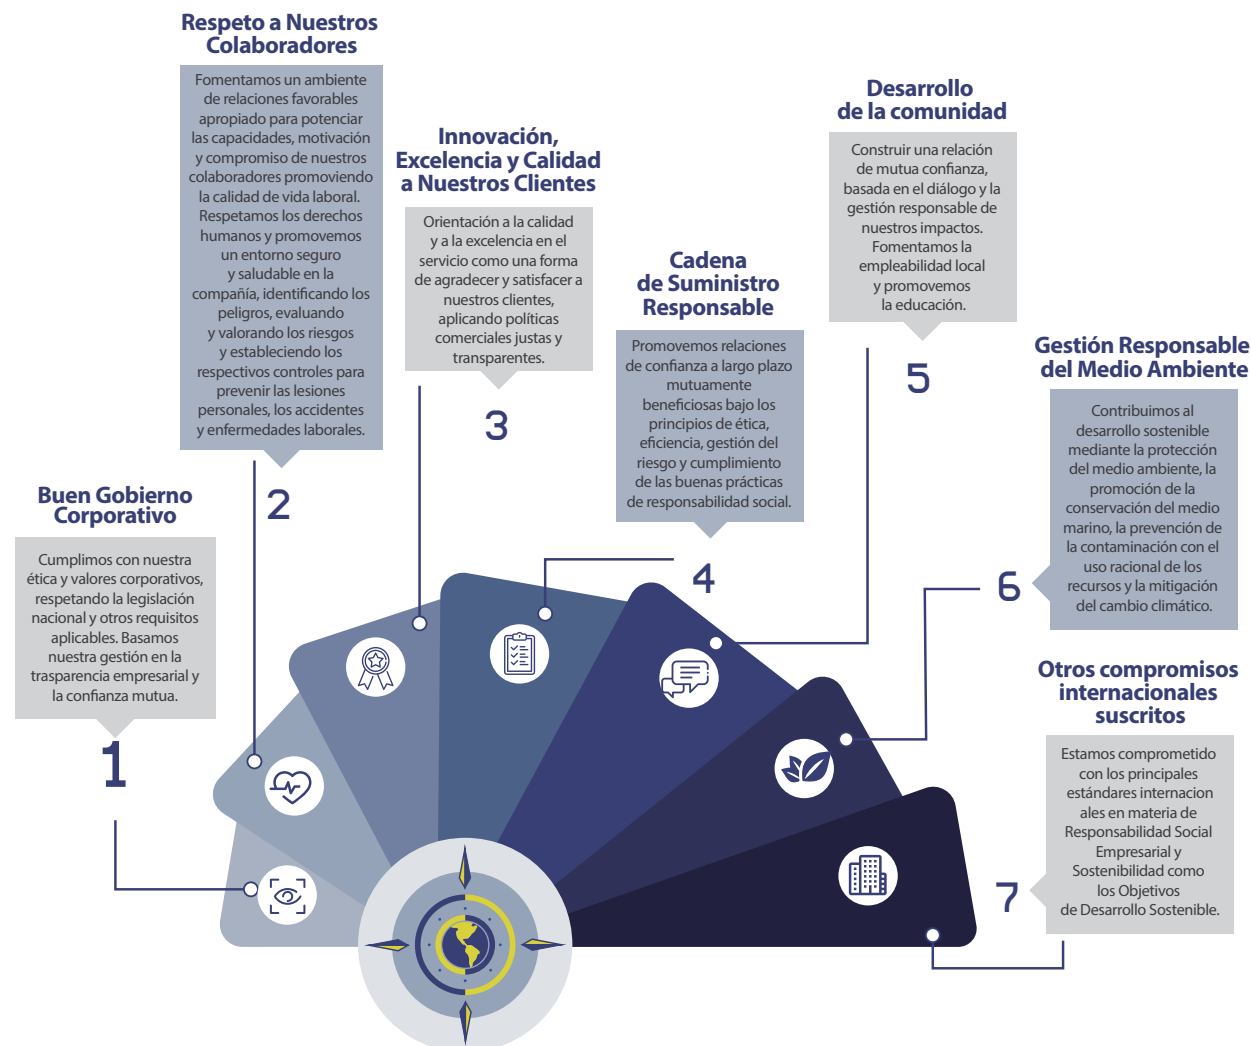 Buen Gobierno
Corporativo
Cumplimos con nuestra
ética y valores corporativos,
respetando la legislación
nacional y otros requisitos
aplicables. Basamos
nuestra gestión en la
trasparencia empresarial y
la confianza mutua.
1
Respeto a Nuestros
Colaboradores
Fomentamos un ambiente
de relaciones favorables
apropiado para potenciar
las capacidades, motivación
y compromiso de nuestros
colaboradores promoviendo
la calidad de vida laboral.
Respetamos los derechos
humanos y promovemos
un entorno seguro
y saludable en la
compañía, identificando los
peligros, evaluando
y valorando los riesgos
y estableciendo los
respectivos controles para
prevenir las lesiones
personales, los accidentes
y enfermedades laborales.
2
Innovación,
Excelencia y Calidad
a Nuestros Clientes
Orientación a la calidad
y a la excelencia en el
servicio como una forma
de agradecer y satisfacer a
nuestros clientes,
aplicando políticas
comerciales justas y
transparentes.
3
Cadena
de Suministro
Responsable
Promovemos relaciones
de confianza a largo plazo
mutuamente
beneficiosas bajo los
principios de ética,
eficiencia, gestión del
riesgo y cumplimiento
de las buenas prácticas
de responsabilidad social.
4
Desarrollo
de la comunidad
Construir una relación
de mutua confianza,
basada en el diálogo y la
gestión responsable de
nuestros impactos.
Fomentamos la
empleabilidad local
y promovemos
la educación.
5
Gestión Responsable
del Medio Ambiente
Contribuimos al
desarrollo sostenible
mediante la protección
del medio ambiente, la
promoción de la
conservación del medio
marino, la prevención de
la contaminación con el
uso racional de los
recursos y la mitigación
del cambio climático.
6
Otros compromisos
internacionales
suscritos
Estamos comprometido
con los principales
estándares internacion
ales en materia de
Responsabilidad Social
Empresarial y
Sostenibilidad como
los Objetivos
de Desarrollo Sostenible.
7